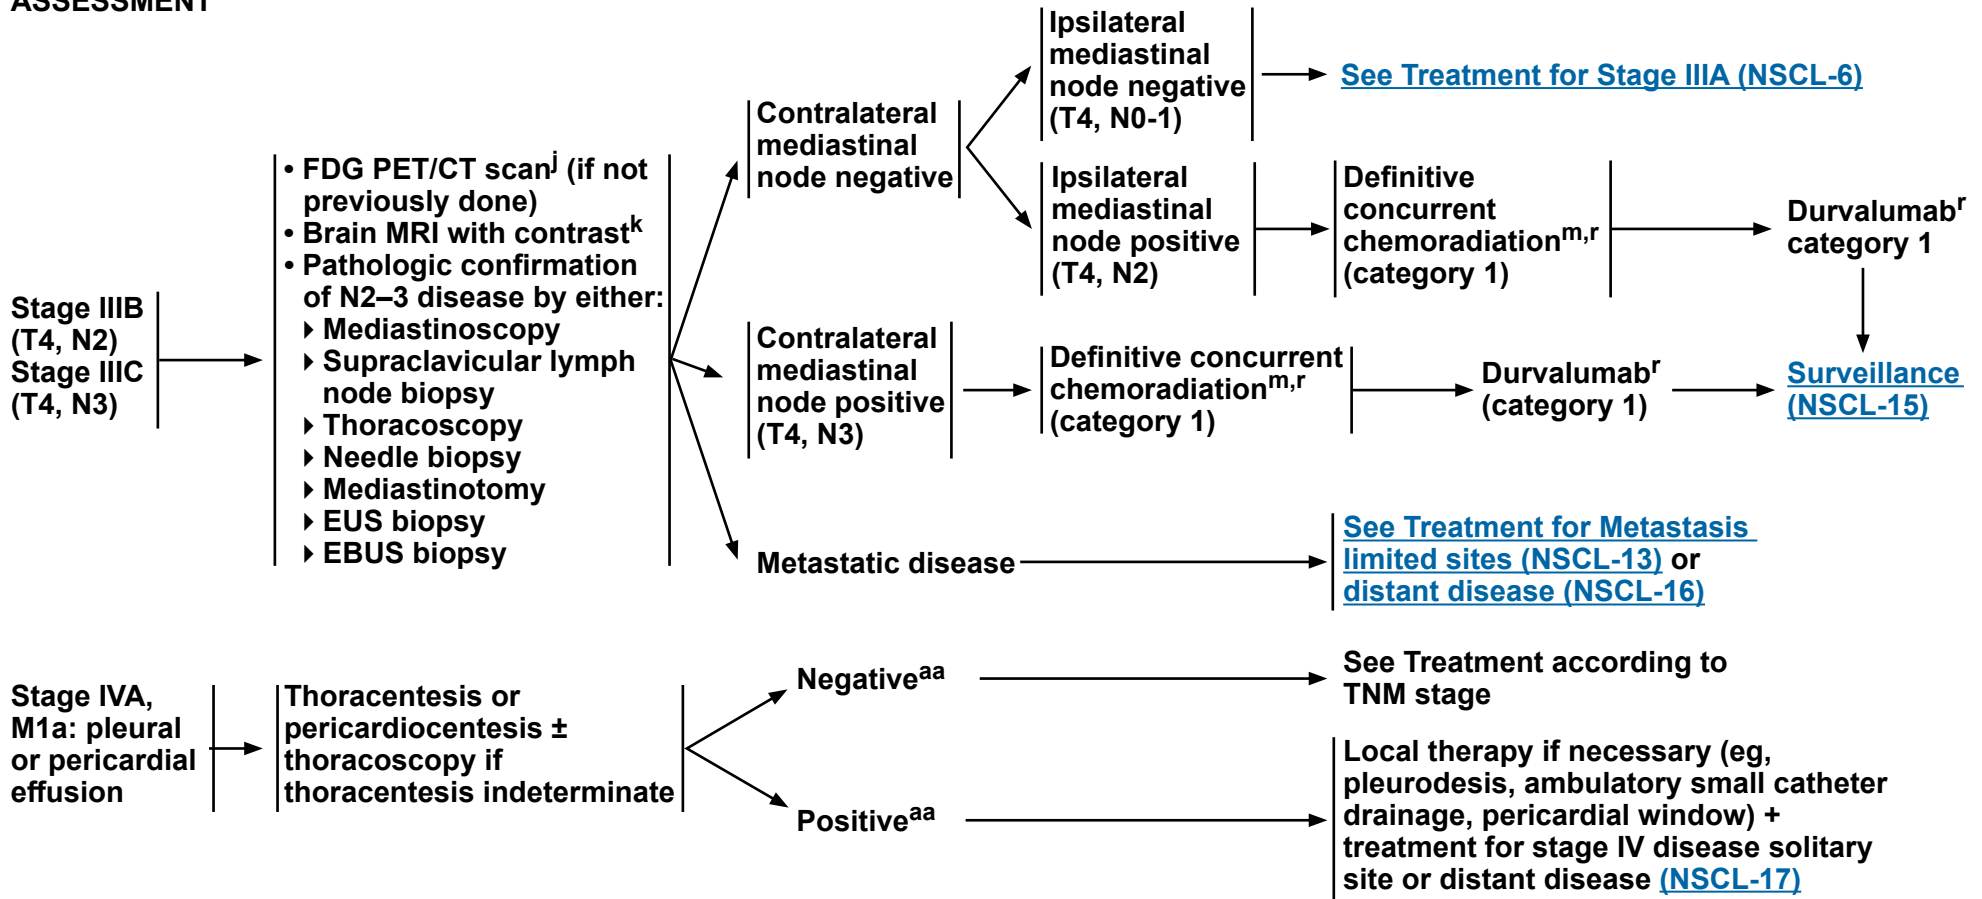 ASSESSMENT
Stage IIIB
(T4, N2)
Stage IIIC
(T4, N3)
• FDG PET/CT scanj (if not
previously done)
• Brain MRI with contrastk
• Pathologic confirmation
of N2–3 disease by either:
▸ Mediastinoscopy
▸ Supraclavicular lymph
node biopsy
▸ Thoracoscopy
▸ Needle biopsy
▸ Mediastinotomy
▸ EUS biopsy
▸ EBUS biopsy
Contralateral
mediastinal
node negative
Ipsilateral
mediastinal
node negative
(T4, N0-1)
See Treatment for Stage IIIA (NSCL-6)
Ipsilateral
mediastinal
node positive
(T4, N2)
Definitive
concurrent
chemoradiationm,r
(category 1)
Durvalumabr
category 1
Contralateral
mediastinal
node positive
(T4, N3)
Definitive concurrent
chemoradiationm,r
(category 1)
Durvalumabr
(category 1)
Surveillance
(NSCL-15)
Metastatic disease
See Treatment for Metastasis
limited sites (NSCL-13) or
distant disease (NSCL-16)
Stage IVA,
M1a: pleural
or pericardial
effusion
Thoracentesis or
pericardiocentesis ±
thoracoscopy if
thoracentesis indeterminate
Negativeaa
See Treatment according to
TNM stage
Positiveaa
Local therapy if necessary (eg,
pleurodesis, ambulatory small catheter
drainage, pericardial window) +
treatment for stage IV disease solitary
site or distant disease (NSCL-17)